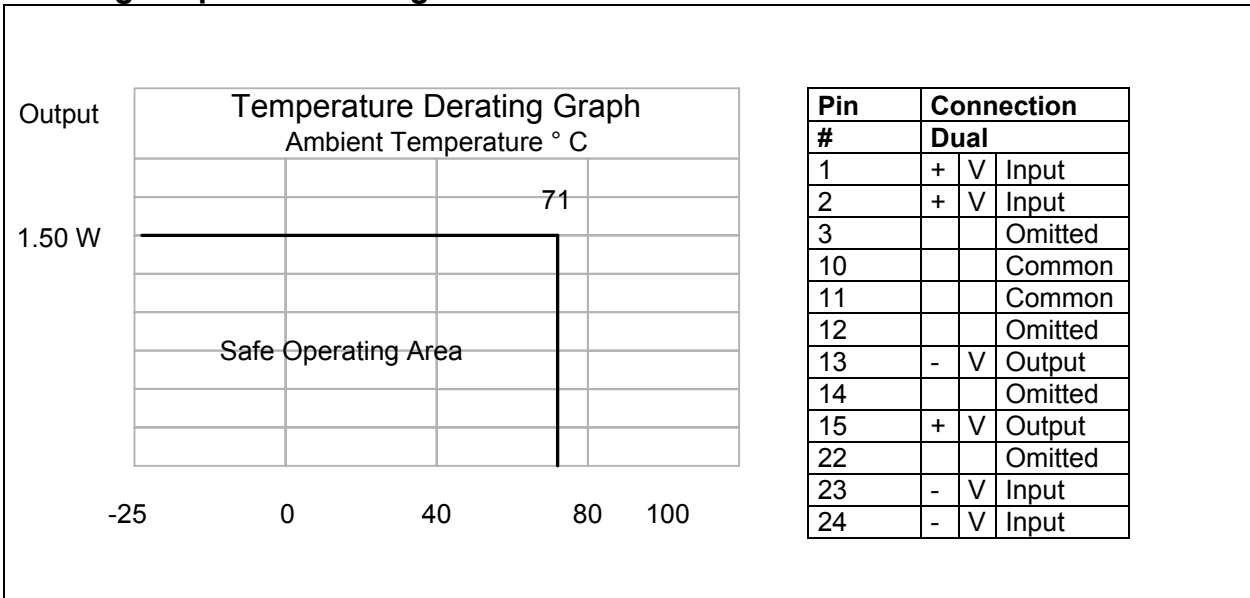 Output
Temperature Derating Graph
Ambient Temperature ° C
71
1.50 W
Safe Operating Area
-25 0 40 80 100
Pin Connection
# Dual
1 + V Input
2 + V Input
3 Omitted
10 Common
11 Common
12 Omitted
13 - V Output
14 Omitted
15 + V Output
22 Omitted
23 - V Input
24 - V Input